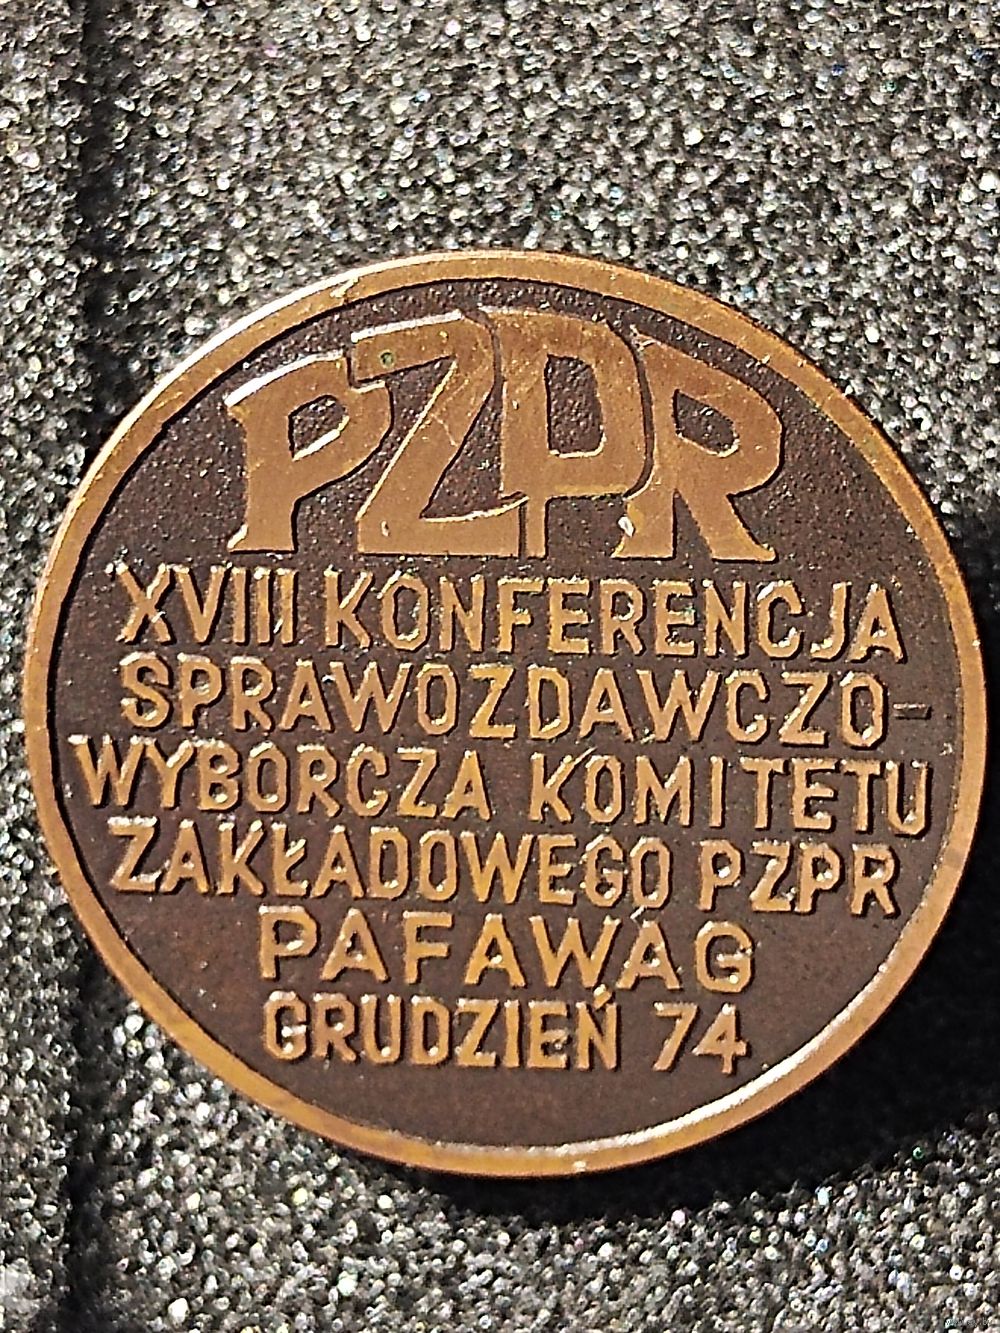 PZPR
XVIII KONFERENCJA
SPRAWOZDAWCZO-
WYBORCZA KOMITETU
ZAKŁADOWEGO PZPR
PAFAWAG
GRUDZIEŃ 74